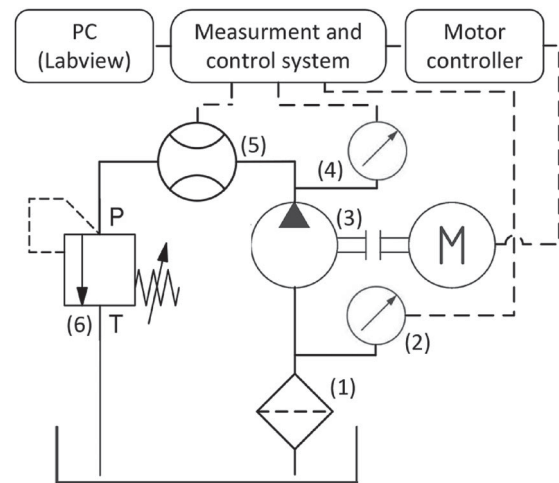 PC
(Labview)
Measurment and
control system
Motor
controller
(5)
(4)
(3)
P
M
(6)
T
(2)
(1)